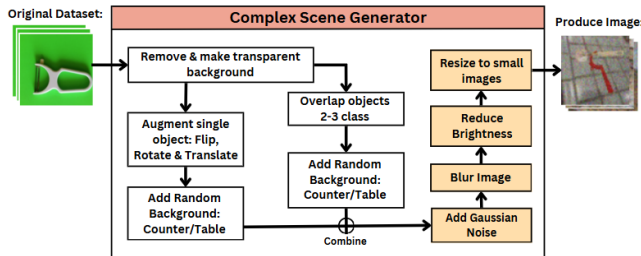 Original Dataset:
Complex Scene Generator
Produce Image:
Remove & make transparent
background
Augment single
object: Flip,
Rotate & Translate
Add Random
Background:
Counter/Table
Overlap objects
2-3 class
Add Random
Background:
Counter/Table
Combine
Add Gaussian
Noise
Blur Image
Reduce
Brightness
Resize to small
images